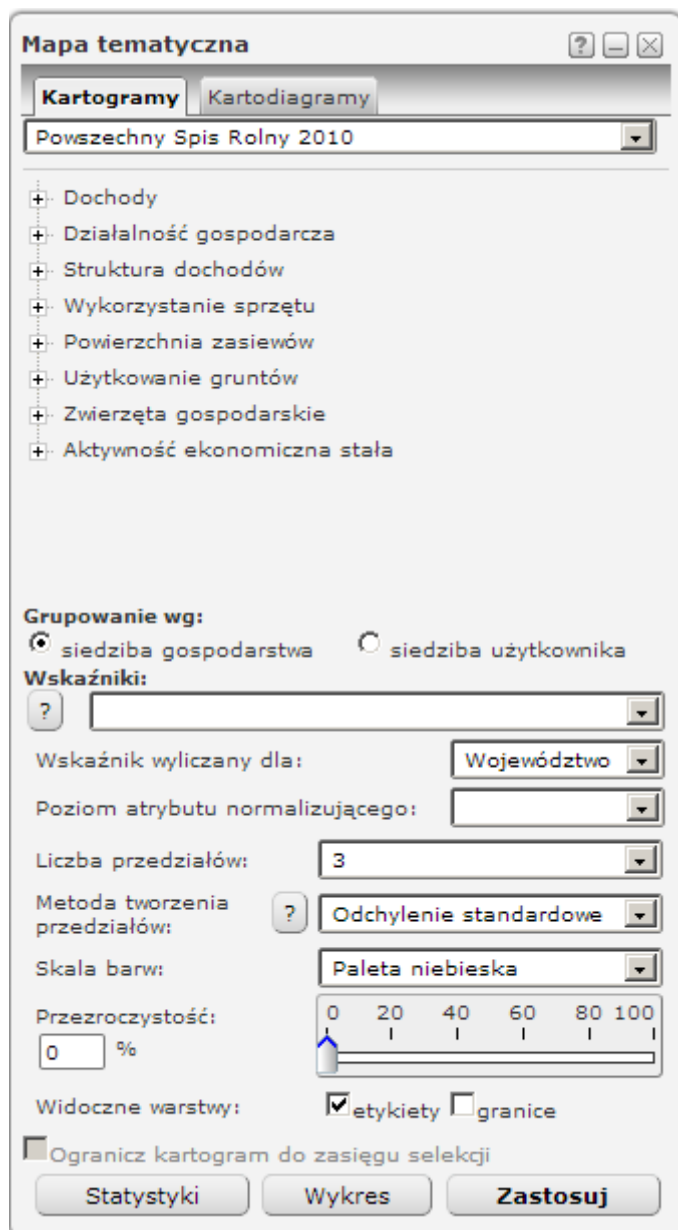 Mapa tematyczna
Kartogramy Kartodiagramy
Powszechny Spis Rolny 2010
Dochody
Działalność gospodarcza
Struktura dochodów
Wykorzystanie sprzętu
Powierzchnia zasiewów
Użytkowanie gruntów
Zwierzęta gospodarskie
Aktywność ekonomiczna stała
Grupowanie wg:
siedziba gospodarstwa siedziba użytkownika
Wskaźniki:
?
Wskaźnik wyliczany dla: Województwo
Poziom atrybutu normalizującego:
Liczba przedziałów: 3
Metoda tworzenia
przedziałów: ? Odchylenie standardowe
Skala barw: Paleta niebieska
Przezroczystość: 0 20 40 60 80 100
0 %
Widoczne warstwy: etykiety granice
Ogranicz kartogram do zasięgu selekcji
Statystyki Wykres Zastosuj